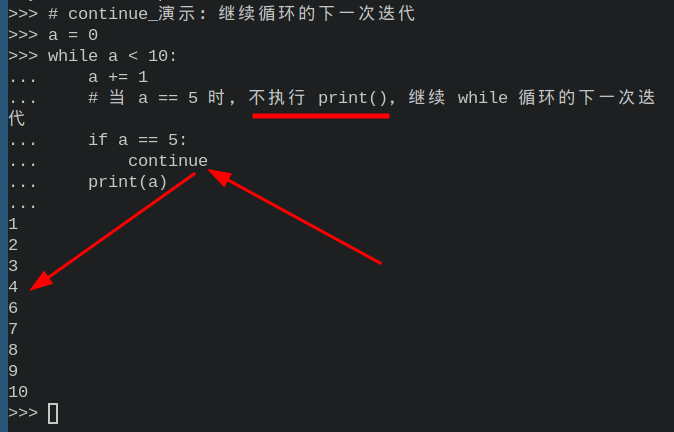 >>> # continue_演示: 继续循环的下一次迭代
>>> a = 0
>>> while a < 10:
...     a += 1
...     # 当 a == 5 时，不执行 print()，继续 while 循环的下一次迭
代
...     if a == 5:
...         continue
...     print(a)
...
1
2
3
4
6
7
8
9
10
>>>